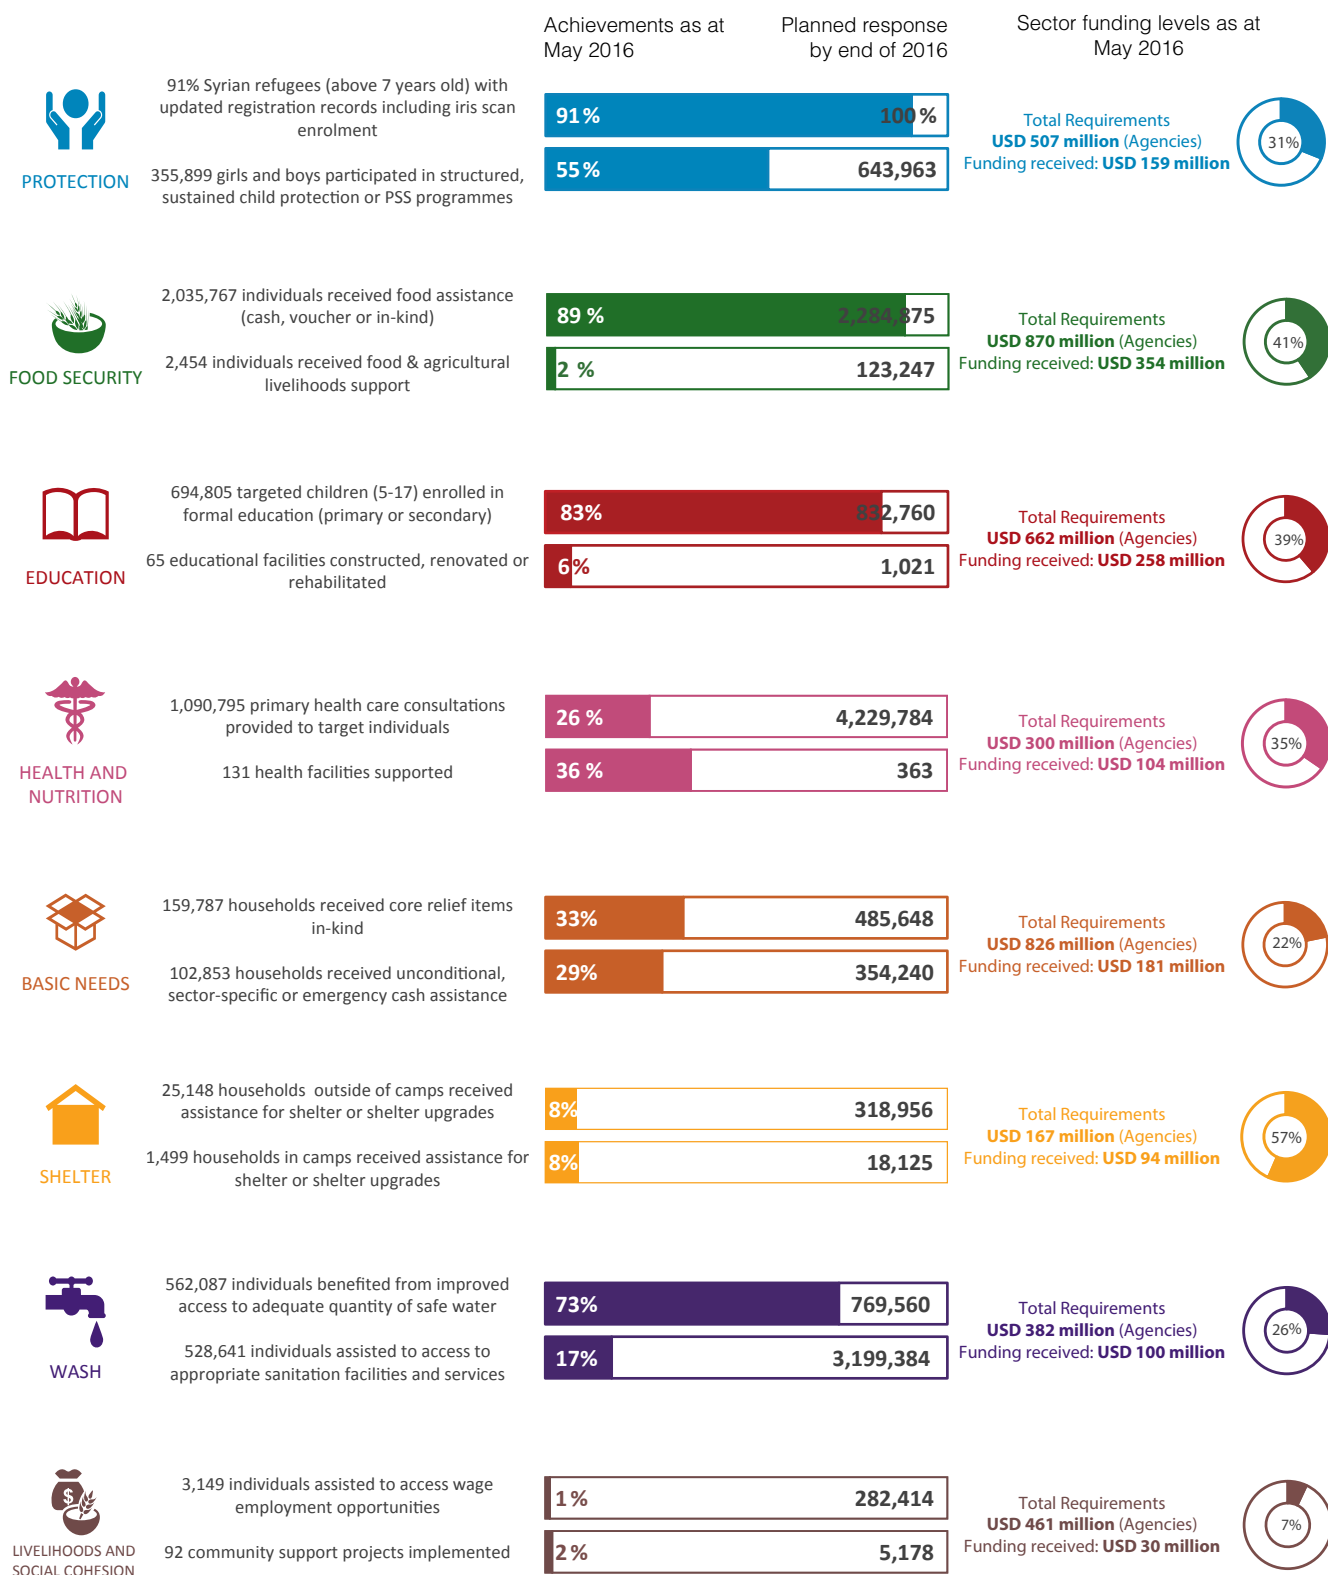 Achievements as at May 2016
Planned response by end of 2016
Sector funding levels as at May 2016
PROTECTION
91% Syrian refugees (above 7 years old) with
updated registration records including iris scan
enrolment
91%
100%
355,899 girls and boys participated in structured,
sustained child protection or PSS programmes
55%
643,963
Total Requirements
USD 507 million (Agencies)
Funding received: USD 159 million
31%
FOOD SECURITY
2,035,767 individuals received food assistance
(cash, voucher or in-kind)
89 %
2,284,875
2,454 individuals received food & agricultural
livelihoods support
2 %
123,247
Total Requirements
USD 870 million (Agencies)
Funding received: USD 354 million
41%
EDUCATION
694,805 targeted children (5-17) enrolled in
formal education (primary or secondary)
83%
832,760
65 educational facilities constructed, renovated or
rehabilitated
6%
1,021
Total Requirements
USD 662 million (Agencies)
Funding received: USD 258 million
39%
HEALTH AND
NUTRITION
1,090,795 primary health care consultations
provided to target individuals
26 %
4,229,784
131 health facilities supported
36 %
363
Total Requirements
USD 300 million (Agencies)
Funding received: USD 104 million
35%
BASIC NEEDS
159,787 households received core relief items
in-kind
33%
485,648
102,853 households received unconditional,
sector-specific or emergency cash assistance
29%
354,240
Total Requirements
USD 826 million (Agencies)
Funding received: USD 181 million
22%
SHELTER
25,148 households outside of camps received
assistance for shelter or shelter upgrades
8%
318,956
1,499 households in camps received assistance for
shelter or shelter upgrades
8%
18,125
Total Requirements
USD 167 million (Agencies)
Funding received: USD 94 million
57%
WASH
562,087 individuals benefited from improved
access to adequate quantity of safe water
73%
769,560
528,641 individuals assisted to access to
appropriate sanitation facilities and services
17%
3,199,384
Total Requirements
USD 382 million (Agencies)
Funding received: USD 100 million
26%
$
LIVELIHOODS AND
SOCIAL COHESION
3,149 individuals assisted to access wage
employment opportunities
1%
282,414
92 community support projects implemented
2%
5,178
Total Requirements
USD 461 million (Agencies)
Funding received: USD 30 million
7%